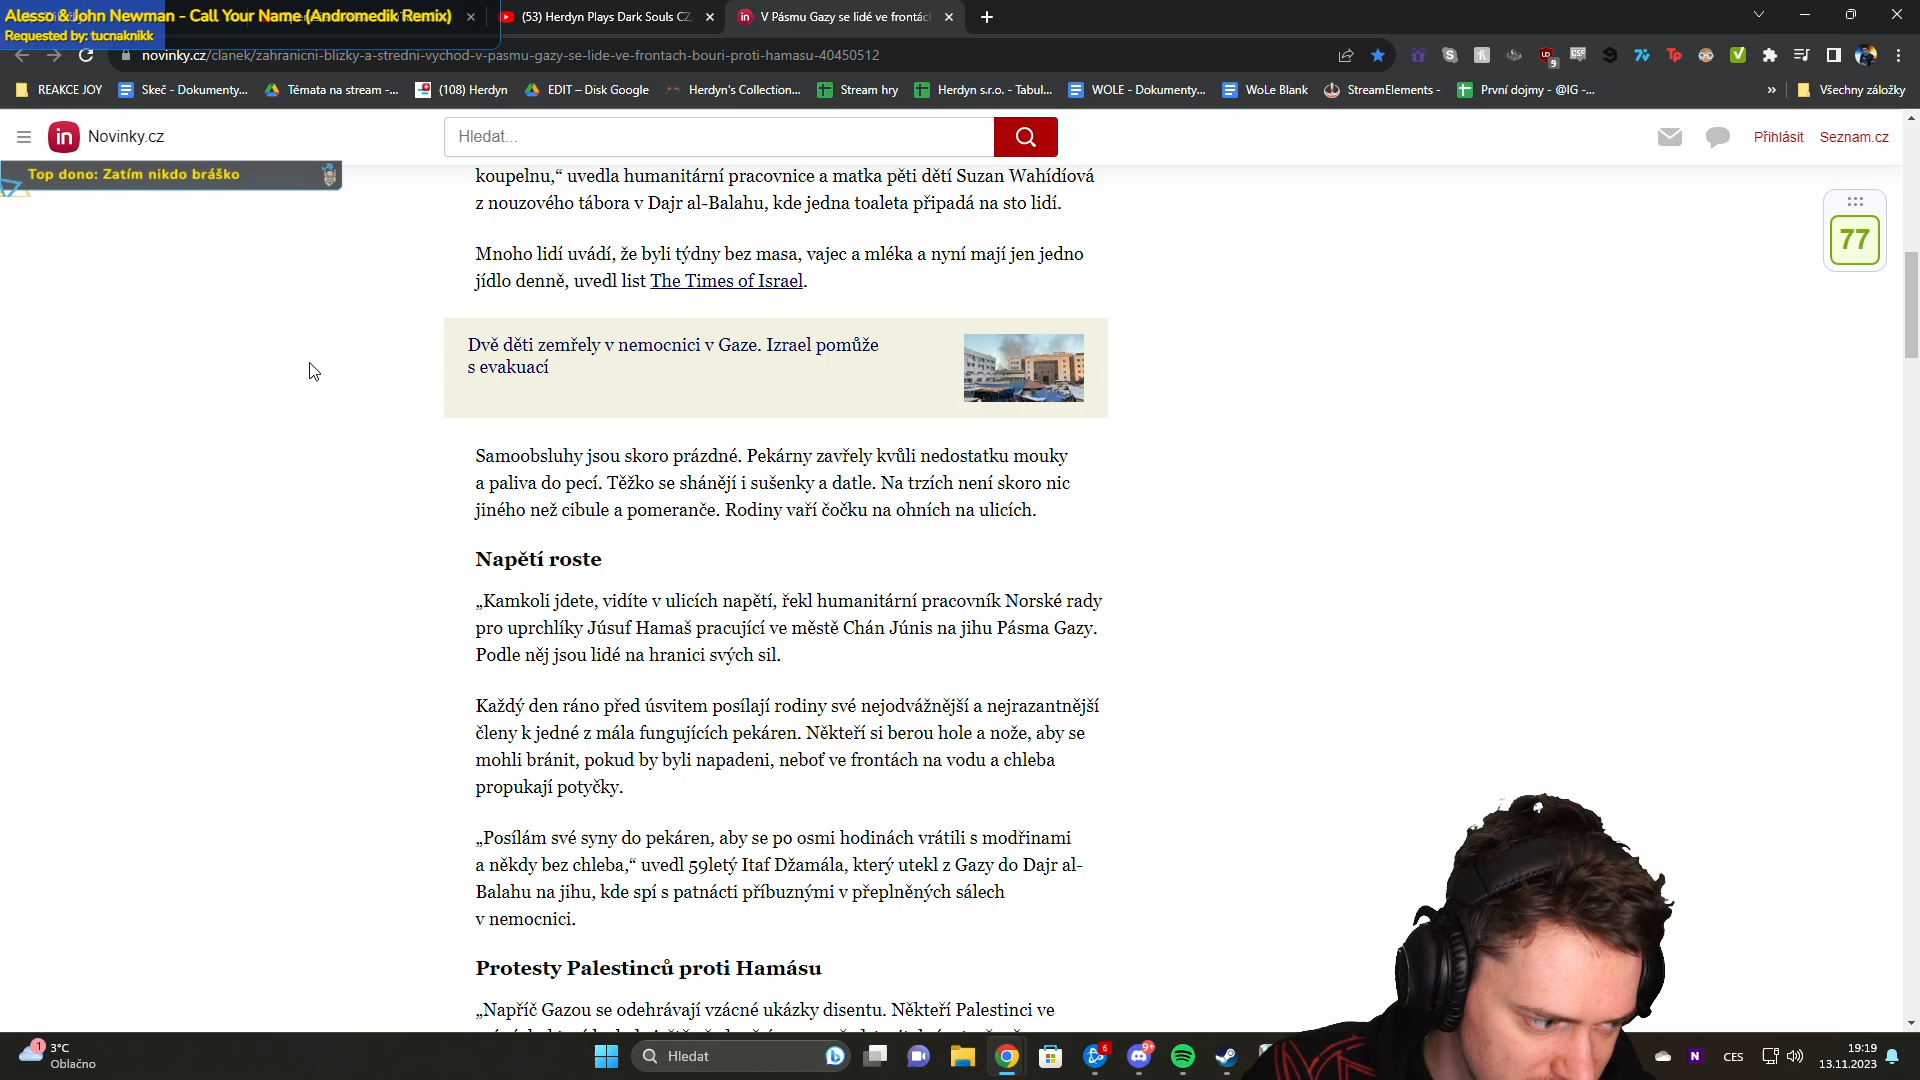 Alesso & John Newman - Call Your Name (Andromedik Remix)
Requested by: tucnaknikk
(53) Herdyn Plays Dark Souls CZ
V Pásmu Gazy se lidé ve frontác
novinky.cz/clanek/zahranicni-blizky-a-stredni-vychod-v-pasmu-gazy-se-lide-ve-frontach-bouri-proti-hamasu-40450512
REAKCE JOY
Skeč - Dokumenty...
Témata na stream -...
(108) Herdyn
EDIT – Disk Google
Herdyn's Collection...
Stream hry
Herdyn s.r.o. - Tabul...
WOLE - Dokumenty...
WoLe Blank
StreamElements -
První dojmy - @IG -...
»
Všechny záložky
in Novinky.cz
Hledat...
Přihlásit
Seznam.cz
Top dono: Zatím nikdo bráško
77
koupelnu,“ uvedla humanitární pracovnice a matka pěti dětí Suzan Wahídíová
z nouzového tábora v Dajr al-Balahu, kde jedna toaleta připadá na sto lidí.
Mnoho lidí uvádí, že byli týdny bez masa, vajec a mléka a nyní mají jen jedno
jídlo denně, uvedl list The Times of Israel.
Dvě děti zemřely v nemocnici v Gaze. Izrael pomůže
s evakuací
Samoobsluhy jsou skoro prázdné. Pekárny zavřely kvůli nedostatku mouky
a paliva do pecí. Těžko se shánějí i sušenky a datle. Na trzích není skoro nic
jiného než cibule a pomeranče. Rodiny vaří čočku na ohních na ulicích.
Napětí roste
„Kamkoli jdete, vidíte v ulicích napětí, řekl humanitární pracovník Norské rady
pro uprchlíky Júsuf Hamaš pracující ve městě Chán Júnis na jihu Pásma Gazy.
Podle něj jsou lidé na hranici svých sil.
Každý den ráno před úsvitem posílají rodiny své nejodvážnější a nejrazantnější
členy k jedné z mála fungujících pekáren. Někteří si berou hole a nože, aby se
mohli bránit, pokud by byli napadeni, neboť ve frontách na vodu a chleba
propukají potyčky.
„Posílám své syny do pekáren, aby se po osmi hodinách vrátili s modřinami
a někdy bez chleba,“ uvedl 59letý Itaf Džamála, který utekl z Gazy do Dajr al-
Balahu na jihu, kde spí s patnácti příbuznými v přeplněných sálech
v nemocnici.
Protesty Palestinců proti Hamásu
„Napříč Gazou se odehrávají vzácné ukázky disentu. Někteří Palestinci ve
3°C
Oblačno
Hledat
CES
19:19
13.11.2023